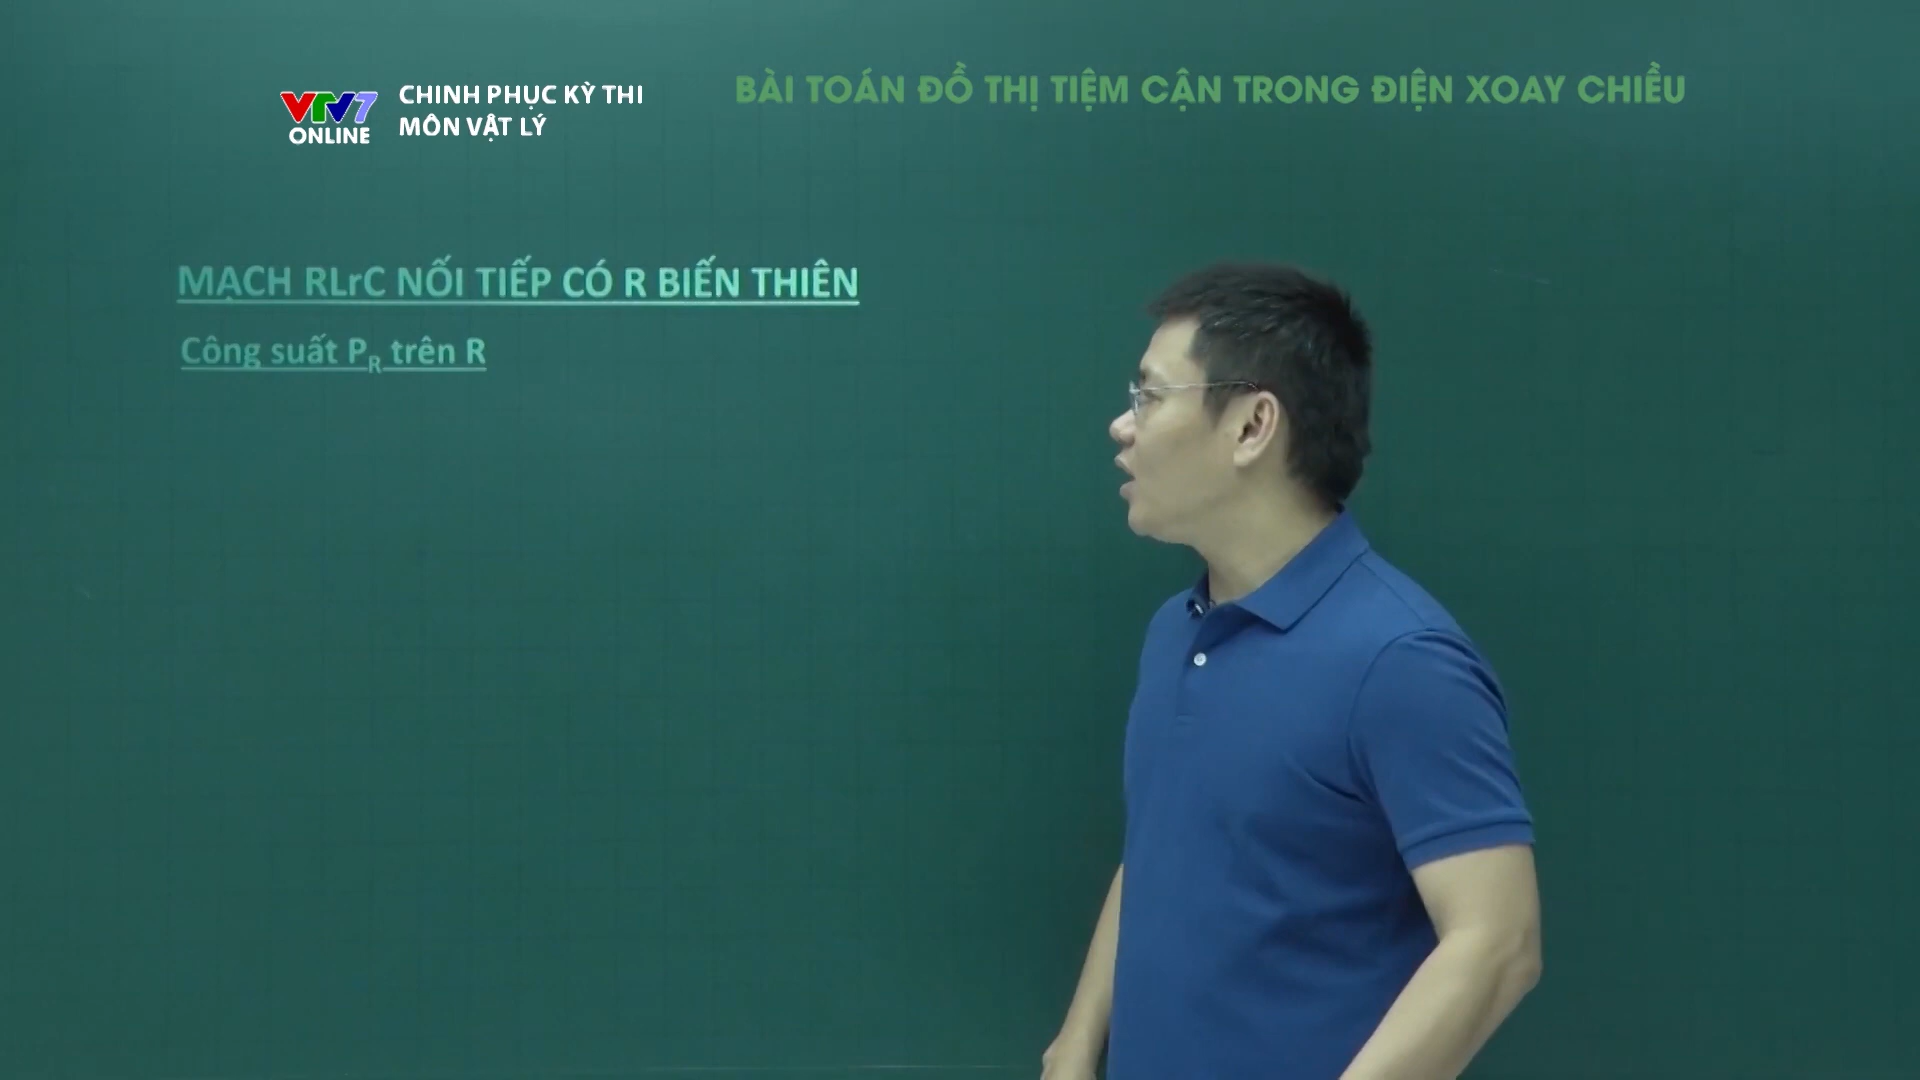 VTV7
ONLINE
CHINH PHỤC KỲ THI
MÔN VẬT LÝ
BÀI TOÁN ĐỒ THỊ TIỆM CẬN TRONG ĐIỆN XOAY CHIỀU
MẠCH RLrC NỐI TIẾP CÓ R BIẾN THIÊN
Công suất P_R trên R